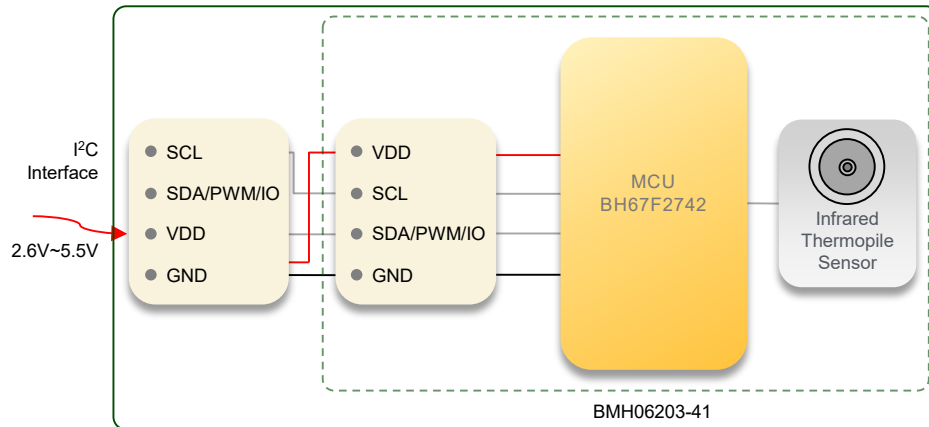 I²C
Interface
2.6V~5.5V
SCL
SDA/PWM/IO
VDD
GND
VDD
SCL
SDA/PWM/IO
GND
MCU
BH67F2742
Infrared
Thermopile
Sensor
BMH06203-41